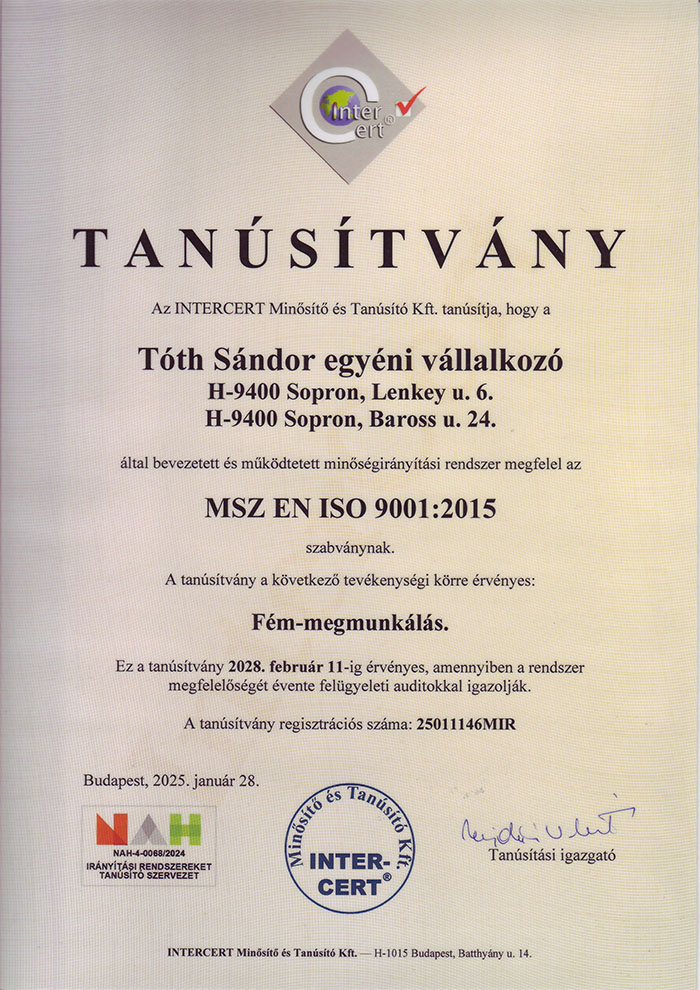 Inter
Cert®
TANÚSÍTVÁNY
Az INTERCERT Minősítő és Tanúsító Kft. tanúsítja, hogy a
Tóth Sándor egyéni vállalkozó
H-9400 Sopron, Lenkey u. 6.
H-9400 Sopron, Baross u. 24.
által bevezetett és működtetett minőségirányítási rendszer megfelel az
MSZ EN ISO 9001:2015
szabványnak.
A tanúsítvány a következő tevékenységi körre érvényes:
Fém-megmunkálás.
Ez a tanúsítvány 2028. február 11-ig érvényes, amennyiben a rendszer
megfelelőségét évente felügyeleti auditokkal igazolják.
A tanúsítvány regisztrációs száma: 25011146MIR
Budapest, 2025. január 28.
NAH
NAH-4-0068/2024
IRÁNYÍTÁSI RENDSZEREKET
TANÚSÍTÓ SZERVEZET
Minősítő és Tanúsító Kft.
INTER-
CERT®
Tanúsítási igazgató
INTERCERT Minősítő és Tanúsító Kft. — H-1015 Budapest, Batthyány u. 14.